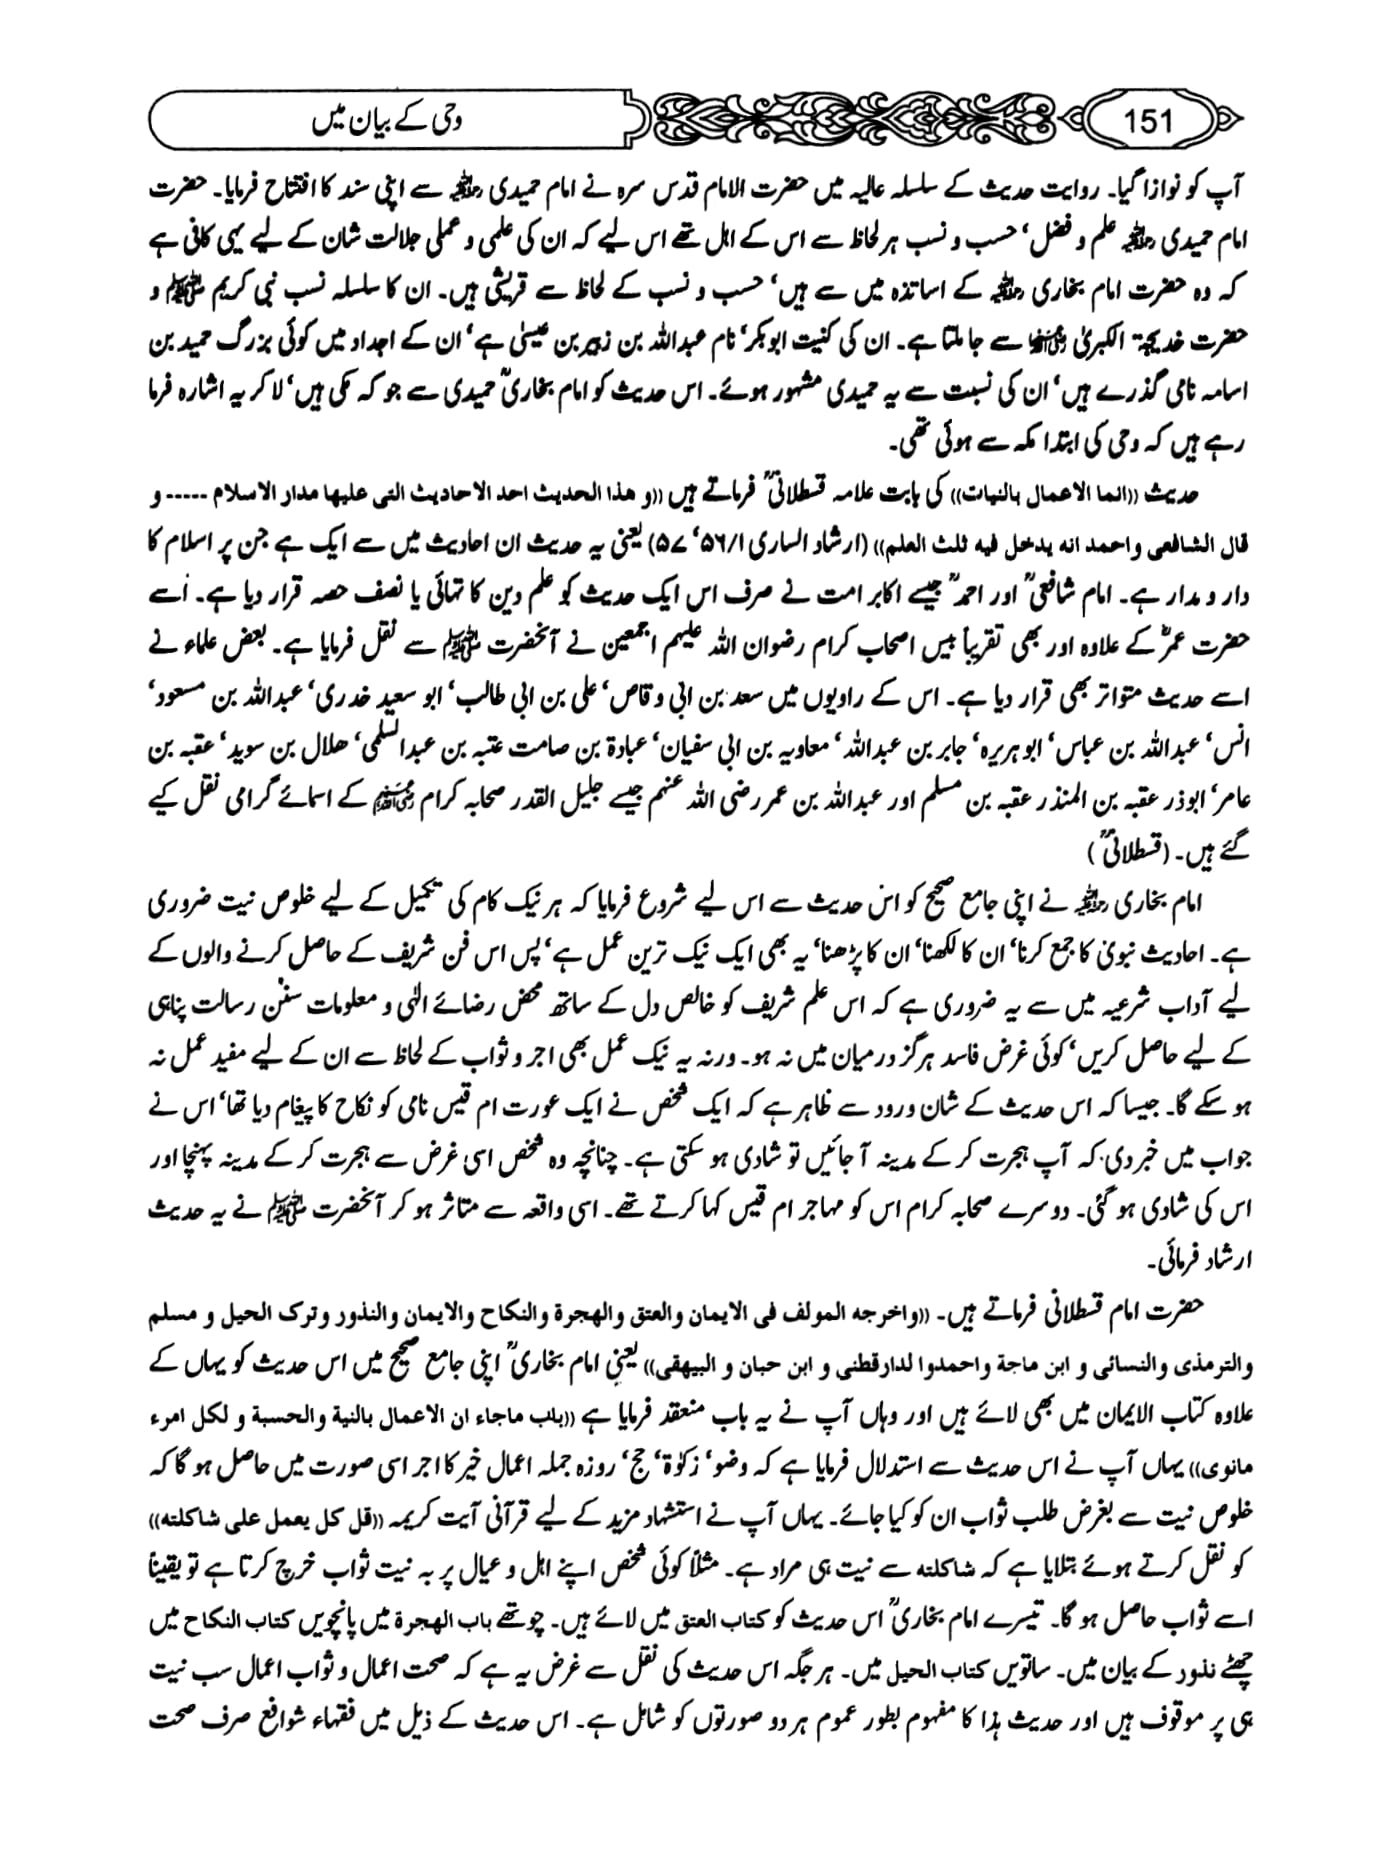 وحی کے بیان میں
151
آپ کو نوازا گیا۔ روایت حدیث کے سلسلہ عالیہ میں حضرت الامام قدس سرہ نے امام حمیدی رحمۃ اللہ علیہ سے اپنی سند کا افتتاح فرمایا۔ حضرت
امام حمیدی رحمۃ اللہ علیہ علم و فضل‘ حسب و نسب ہر لحاظ سے اس کے اہل تھے اس لیے کہ ان کی علمی و عملی جلالت شان کے لیے یہی کافی ہے
کہ وہ حضرت امام بخاری رحمۃ اللہ علیہ کے اساتذہ میں سے ہیں‘ حسب و نسب کے لحاظ سے قریشی ہیں۔ ان کا سلسلہ نسب نبی کریم ﷺ و
حضرت خدیجۃ الکبریٰ رضی اللہ عنہا سے جا ملتا ہے۔ ان کی کنیت ابوبکر‘ نام عبداللہ بن زبیر بن عیسیٰ ہے‘ ان کے اجداد میں کوئی بزرگ حمید بن
اسامہ نامی گذرے ہیں‘ ان کی نسبت سے یہ حمیدی مشہور ہوئے۔ اس حدیث کو امام بخاریؒ حمیدی سے جو کہ مکی ہیں‘ لا کر یہ اشارہ فرما
رہے ہیں کہ وحی کی ابتدا مکہ سے ہوئی تھی۔
حدیث ((انما الاعمال بالنیات)) کی بابت علامہ قسطلانیؒ فرماتے ہیں ((و ھذا الحدیث احد الاحادیث التی علیھا مدار الاسلام ----- و
قال الشافعی و احمد انہ یدخل فیہ ثلث العلم)) (ارشاد الساری ۱/۵۶‘ ۵۷) یعنی یہ حدیث ان احادیث میں سے ایک ہے جن پر اسلام کا
دار و مدار ہے۔ امام شافعیؒ اور احمدؒ جیسے اکابر امت نے صرف اس ایک حدیث کو علم دین کا تہائی یا نصف حصہ قرار دیا ہے۔ اُسے
حضرت عمرؓ کے علاوہ اور بھی تقریباً بیس اصحاب کرام رضوان اللہ علیہم اجمعین نے آنحضرت ﷺ سے نقل فرمایا ہے۔ بعض علماء نے
اسے حدیث متواتر بھی قرار دیا ہے۔ اس کے راویوں میں سعد بن ابی وقاص‘ علی بن ابی طالب‘ ابو سعید خدری‘ عبداللہ بن مسعود‘
انس‘ عبداللہ بن عباس‘ ابوہریرہ‘ جابر بن عبداللہ‘ معاویہ بن ابی سفیان‘ عبادۃ بن صامت عتبہ بن عبدالسلمی‘ ھلال بن سوید‘ عقبہ بن
عامر‘ ابوذر عقبہ بن المنذر عقبہ بن مسلم اور عبداللہ بن عمر رضی اللہ عنہم جیسے جلیل القدر صحابہ کرام رضی اللہ عنہم کے اسمائے گرامی نقل کیے
گئے ہیں۔ (قسطلانیؒ)
امام بخاری رحمۃ اللہ علیہ نے اپنی جامع صحیح کو اس حدیث سے اس لیے شروع فرمایا کہ ہر نیک کام کی تکمیل کے لیے خلوص نیت ضروری
ہے۔ احادیث نبوی کا جمع کرنا‘ ان کا لکھنا‘ ان کا پڑھنا‘ یہ بھی ایک نیک ترین عمل ہے‘ پس اس فن شریف کے حاصل کرنے والوں کے
لیے آداب شرعیہ میں سے یہ ضروری ہے کہ اس علم شریف کو خالص دل کے ساتھ محض رضائے الٰہی و معلومات سنن رسالت پناہی
کے لیے حاصل کریں‘ کوئی غرض فاسد ہرگز درمیان میں نہ ہو۔ ورنہ یہ نیک عمل بھی اجر و ثواب کے لحاظ سے ان کے لیے مفید عمل نہ
ہو سکے گا۔ جیسا کہ اس حدیث کے شان ورود سے ظاہر ہے کہ ایک شخص نے ایک عورت ام قیس نامی کو نکاح کا پیغام دیا تھا‘ اس نے
جواب میں خبر دی کہ آپ ہجرت کر کے مدینہ آ جائیں تو شادی ہو سکتی ہے۔ چنانچہ وہ شخص اسی غرض سے ہجرت کر کے مدینہ پہنچا اور
اس کی شادی ہو گئی۔ دوسرے صحابہ کرام اس کو مہاجر ام قیس کہا کرتے تھے۔ اسی واقعہ سے متاثر ہو کر آنحضرت ﷺ نے یہ حدیث
ارشاد فرمائی۔
حضرت امام قسطلانی فرماتے ہیں۔ ((واخرجہ المولف فی الایمان والعتق والھجرۃ والنکاح والایمان والنذور وترک الحیل و مسلم
والترمذی والنسائی و ابن ماجۃ واحمدوا لدارقطنی و ابن حبان و البیھقی)) یعنی امام بخاریؒ اپنی جامع صحیح میں اس حدیث کو یہاں کے
علاوہ کتاب الایمان میں بھی لائے ہیں اور وہاں آپ نے یہ باب منعقد فرمایا ہے ((باب ماجاء ان الاعمال بالنیۃ والحسبۃ و لکل امرء
مانوی)) یہاں آپ نے اس حدیث سے استدلال فرمایا ہے کہ وضو‘ زکوٰۃ‘ حج‘ روزہ جملہ اعمال خیر کا اجر اسی صورت میں حاصل ہو گا کہ
خلوص نیت سے بغرض طلب ثواب ان کو کیا جائے۔ یہاں آپ نے استشہاد مزید کے لیے قرآنی آیت کریمہ ((قل کل یعمل علی شاکلتہ))
کو نقل کرتے ہوئے بتلایا ہے کہ شاکلتہ سے نیت ہی مراد ہے۔ مثلاً کوئی شخص اپنے اہل و عیال پر بہ نیت ثواب خرچ کرتا ہے تو یقیناً
اسے ثواب حاصل ہو گا۔ تیسرے امام بخاریؒ اس حدیث کو کتاب العتق میں لائے ہیں۔ چوتھے باب الھجرۃ میں پانچویں کتاب النکاح میں
چھٹے نذور کے بیان میں۔ ساتویں کتاب الحیل میں۔ ہر جگہ اس حدیث کی نقل سے غرض یہ ہے کہ صحت اعمال و ثواب اعمال سب نیت
ہی پر موقوف ہیں اور حدیث ہذا کا مفہوم بطور عموم ہر دو صورتوں کو شامل ہے۔ اس حدیث کے ذیل میں فقہاء شوافع صرف صحت